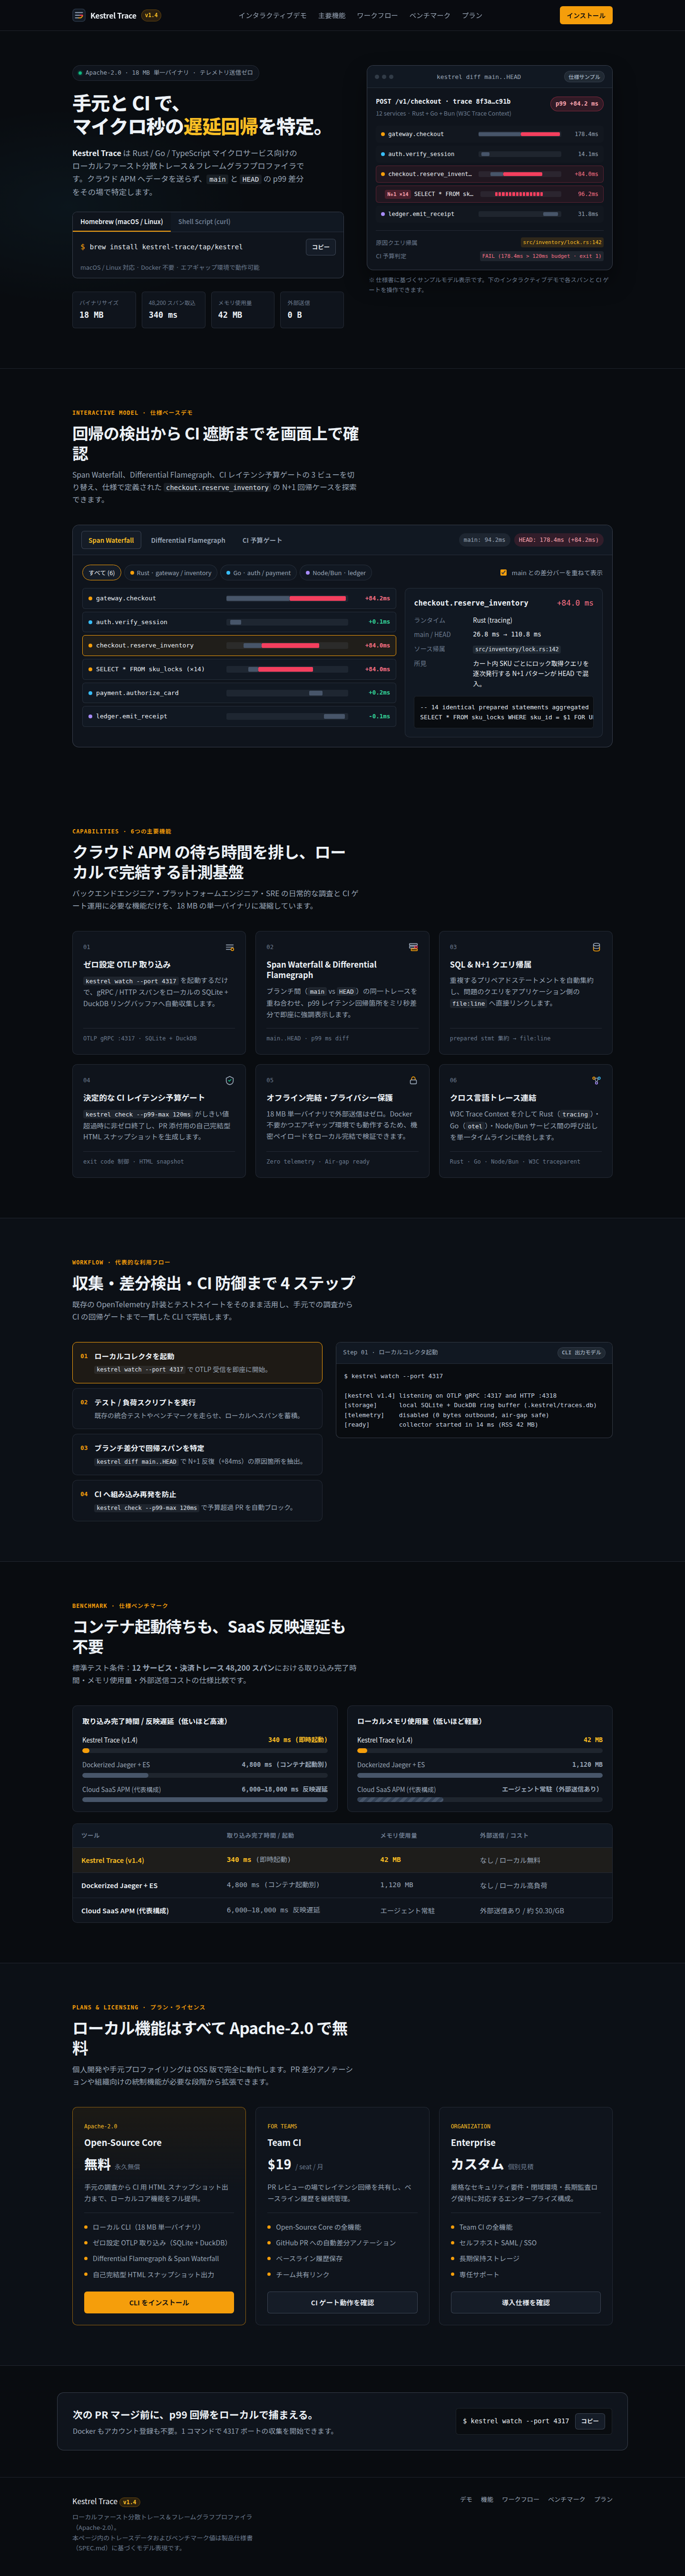 Kestrel Trace v1.4
インタラクティブデモ 主要機能 ワークフロー ベンチマーク プラン
インストール
Apache-2.0 · 18 MB 単一バイナリ · テレメトリ送信ゼロ
手元と CI で、
マイクロ秒の遅延回帰を特定。
Kestrel Trace は Rust / Go / TypeScript マイクロサービス向けの
ローカルファースト分散トレース&フレームグラフプロファイラで
す。クラウド APM へデータを送らず、 main と HEAD の p99 差分
をその場で特定します。
Homebrew (macOS / Linux) Shell Script (curl)
$ brew install kestrel-trace/tap/kestrel コピー
macOS / Linux 対応 · Docker 不要 · エアギャップ環境で動作可能
バイナリサイズ
18 MB
48,200 スパン取込
340 ms
メモリ使用量
42 MB
外部送信
0 B
kestrel diff main..HEAD 仕様サンプル
POST /v1/checkout · trace 8f3a…c91b
12 services · Rust + Go + Bun (W3C Trace Context)
p99 +84.2 ms
gateway.checkout 178.4ms
auth.verify_session 14.1ms
checkout.reserve_invent… +84.0ms
N+1 ×14 SELECT * FROM sk… 96.2ms
ledger.emit_receipt 31.8ms
原因クエリ帰属 src/inventory/lock.rs:142
CI 予算判定 FAIL (178.4ms > 120ms budget · exit 1)
※ 仕様書に基づくサンプルモデル表示です。下のインタラクティブデモで各スパンと CI ゲ
ートを操作できます。
INTERACTIVE MODEL · 仕様ベースデモ
回帰の検出から CI 遮断までを画面上で確
認
Span Waterfall、Differential Flamegraph、CI レイテンシ予算ゲートの 3 ビューを切
り替え、仕様で定義された checkout.reserve_inventory の N+1 回帰ケースを探索
できます。
Span Waterfall Differential Flamegraph CI 予算ゲート
main: 94.2ms HEAD: 178.4ms (+84.2ms)
すべて (6) Rust · gateway / inventory Go · auth / payment Node/Bun · ledger
main との差分バーを重ねて表示
gateway.checkout +84.2ms
auth.verify_session +0.1ms
checkout.reserve_inventory +84.0ms
SELECT * FROM sku_locks (×14) +84.0ms
payment.authorize_card +0.2ms
ledger.emit_receipt -0.1ms
checkout.reserve_inventory +84.0 ms
ランタイム Rust (tracing)
main / HEAD 26.8 ms → 110.8 ms
ソース帰属 src/inventory/lock.rs:142
所見 カート内 SKU ごとにロック取得クエリを
逐次発行する N+1 パターンが HEAD で混
入。
-- 14 identical prepared statements aggregated
SELECT * FROM sku_locks WHERE sku_id = $1 FOR U
CAPABILITIES · 6つの主要機能
クラウド APM の待ち時間を排し、ロー
カルで完結する計測基盤
バックエンドエンジニア・プラットフォームエンジニア・SRE の日常的な調査と CI ゲ
ート運用に必要な機能だけを、18 MB の単一バイナリに凝縮しています。
01
ゼロ設定 OTLP 取り込み
kestrel watch --port 4317 を起動するだけ
で、gRPC / HTTP スパンをローカルの SQLite +
DuckDB リングバッファへ自動収集します。
OTLP gRPC :4317 · SQLite + DuckDB
02
Span Waterfall & Differential
Flamegraph
ブランチ間（ main vs HEAD ）の同一トレースを
重ね合わせ、p99 レイテンシ回帰箇所をミリ秒差
分で即座に強調表示します。
main..HEAD · p99 ms diff
03
SQL & N+1 クエリ帰属
重複するプリペアドステートメントを自動集約
し、問題のクエリをアプリケーション側の
file:line へ直接リンクします。
prepared stmt 集約 → file:line
04
決定的な CI レイテンシ予算ゲート
kestrel check --p99-max 120ms がしきい値
超過時に非ゼロ終了し、PR 添付用の自己完結型
HTML スナップショットを生成します。
exit code 制御 · HTML snapshot
05
オフライン完結・プライバシー保護
18 MB 単一バイナリで外部送信はゼロ。Docker
不要かつエアギャップ環境でも動作するため、機
密ペイロードをローカル完結で検証できます。
Zero telemetry · Air-gap ready
06
クロス言語トレース連結
W3C Trace Context を介して Rust（ tracing ）・
Go（ otel ）・Node/Bun サービス間の呼び出し
を単一タイムラインに統合します。
Rust · Go · Node/Bun · W3C traceparent
WORKFLOW · 代表的な利用フロー
収集・差分検出・CI 防御まで 4 ステップ
既存の OpenTelemetry 計装とテストスイートをそのまま活用し、手元での調査から
CI の回帰ゲートまで一貫した CLI で完結します。
01 ローカルコレクタを起動
kestrel watch --port 4317 で OTLP 受信を即座に開始。
02 テスト / 負荷スクリプトを実行
既存の統合テストやベンチマークを走らせ、ローカルへスパンを蓄積。
03 ブランチ差分で回帰スパンを特定
kestrel diff main..HEAD で N+1 反復（+84ms）の原因箇所を抽出。
04 CI へ組み込み再発を防止
kestrel check --p99-max 120ms で予算超過 PR を自動ブロック。
Step 01 · ローカルコレクタ起動 CLI 出力モデル
$ kestrel watch --port 4317
[kestrel v1.4] listening on OTLP gRPC :4317 and HTTP :4318
[storage] local SQLite + DuckDB ring buffer (.kestrel/traces.db)
[telemetry] disabled (0 bytes outbound, air-gap safe)
[ready] collector started in 14 ms (RSS 42 MB)
BENCHMARK · 仕様ベンチマーク
コンテナ起動待ちも、SaaS 反映遅延も
不要
標準テスト条件：12 サービス・決済トレース 48,200 スパンにおける取り込み完了時
間・メモリ使用量・外部送信コストの仕様比較です。
取り込み完了時間 / 反映遅延（低いほど高速）
Kestrel Trace (v1.4) 340 ms (即時起動)
Dockerized Jaeger + ES 4,800 ms (コンテナ起動別)
Cloud SaaS APM (代表構成) 6,000–18,000 ms 反映遅延
ローカルメモリ使用量（低いほど軽量）
Kestrel Trace (v1.4) 42 MB
Dockerized Jaeger + ES 1,120 MB
Cloud SaaS APM (代表構成) エージェント常駐（外部送信あり）
ツール 取り込み完了時間 / 起動 メモリ使用量 外部送信 / コスト
Kestrel Trace (v1.4) 340 ms (即時起動) 42 MB なし / ローカル無料
Dockerized Jaeger + ES 4,800 ms (コンテナ起動別) 1,120 MB なし / ローカル高負荷
Cloud SaaS APM (代表構成) 6,000–18,000 ms 反映遅延 エージェント常駐 外部送信あり / 約 $0.30/GB
PLANS & LICENSING · プラン・ライセンス
ローカル機能はすべて Apache-2.0 で無
料
個人開発や手元プロファイリングは OSS 版で完全に動作します。PR 差分アノテーシ
ョンや組織向けの統制機能が必要な段階から拡張できます。
Apache-2.0
Open-Source Core
無料 永久無償
手元の調査から CI 用 HTML スナップショット出
力まで、ローカルコア機能をフル提供。
ローカル CLI（18 MB 単一バイナリ）
ゼロ設定 OTLP 取り込み（SQLite + DuckDB）
Differential Flamegraph & Span Waterfall
自己完結型 HTML スナップショット出力
CLI をインストール
FOR TEAMS
Team CI
$19 / seat / 月
PR レビューの場でレイテンシ回帰を共有し、ベ
ースライン履歴を継続管理。
Open-Source Core の全機能
GitHub PR への自動差分アノテーション
ベースライン履歴保存
チーム共有リンク
CI ゲート動作を確認
ORGANIZATION
Enterprise
カスタム 個別見積
厳格なセキュリティ要件・閉域環境・長期監査ロ
グ保持に対応するエンタープライズ構成。
Team CI の全機能
セルフホスト SAML / SSO
長期保持ストレージ
専任サポート
導入仕様を確認
次の PR マージ前に、p99 回帰をローカルで捕まえる。
Docker もアカウント登録も不要。1 コマンドで 4317 ポートの収集を開始できます。
$ kestrel watch --port 4317 コピー
Kestrel Trace v1.4
デモ 機能 ワークフロー ベンチマーク プラン
ローカルファースト分散トレース&フレームグラフプロファイラ
（Apache-2.0）。
本ページ内のトレースデータおよびベンチマーク値は製品仕様書
（SPEC.md）に基づくモデル表現です。